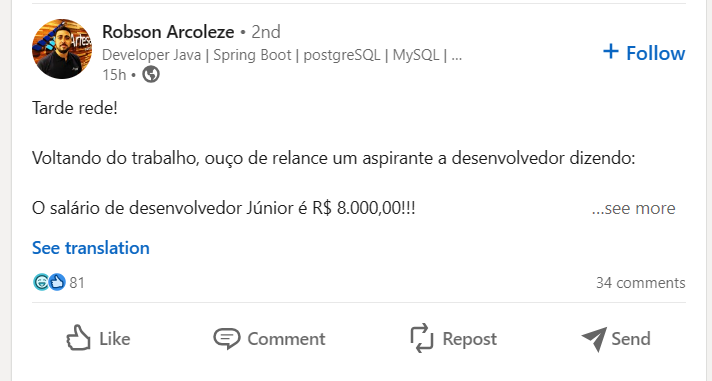 Robson Arcoleze • 2nd
Developer Java | Spring Boot | postgreSQL | MySQL | ...
15h •
+ Follow
Tarde rede!
Voltando do trabalho, ouço de relance um aspirante a desenvolvedor dizendo:
O salário de desenvolvedor Júnior é R$ 8.000,00!!! ...see more
See translation
81 34 comments
Like Comment Repost Send